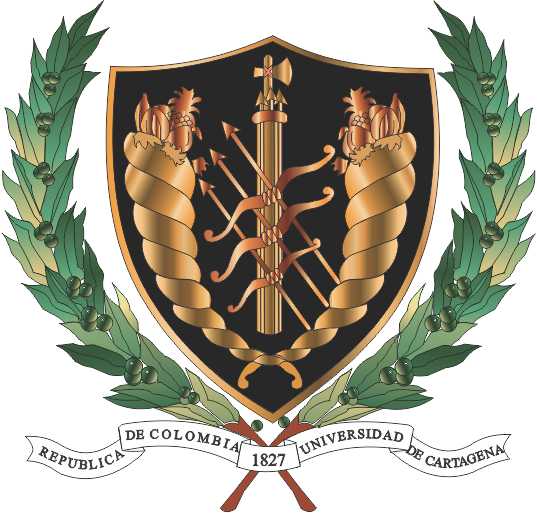 REPUBLICA DE COLOMBIA 1827 UNIVERSIDAD DE CARTAGENA